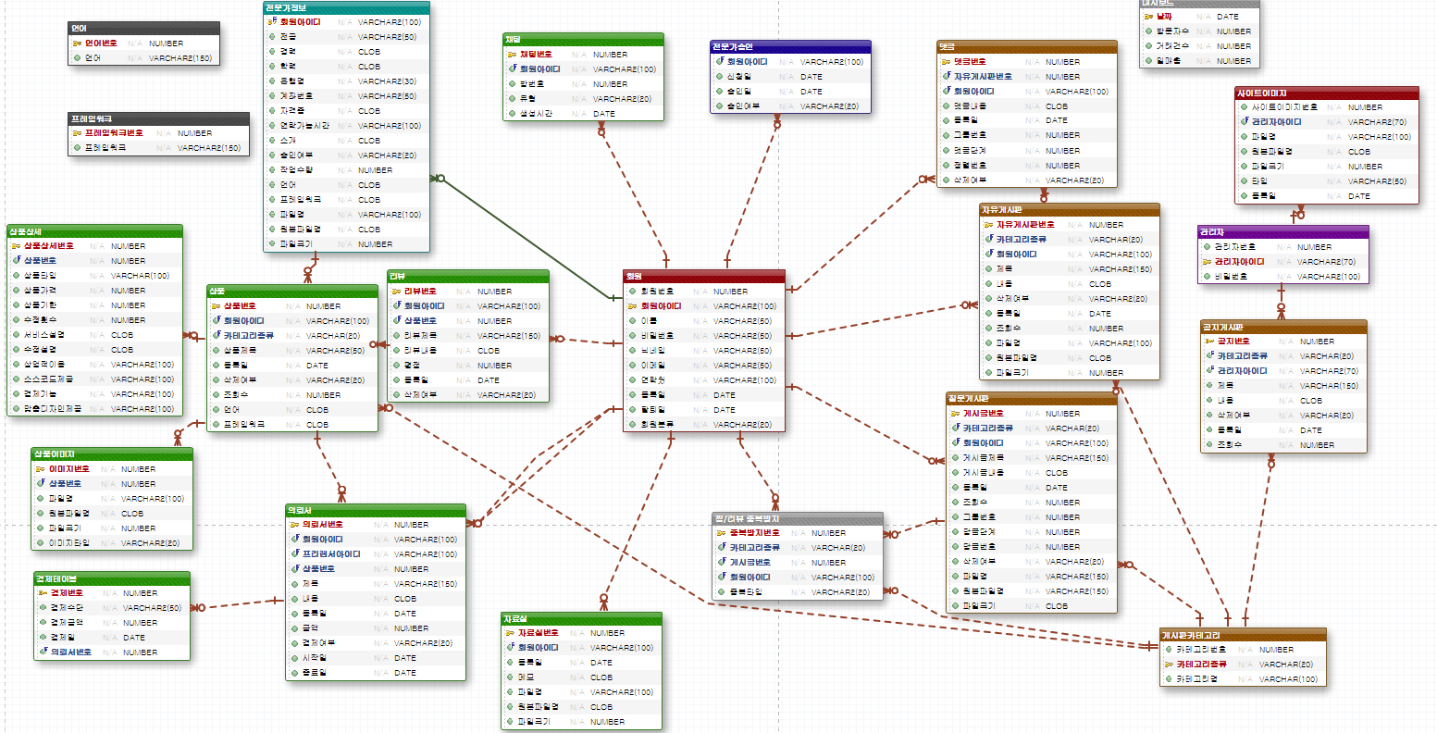 언어
언어번호 N/A NUMBER
언어 N/A VARCHAR2(150)
프레임워크
프레임워크번호 N/A NUMBER
프레임워크 N/A VARCHAR2(150)
전문가정보
회원아이디 N/A VARCHAR2(100)
전공 N/A VARCHAR2(50)
경력 N/A CLOB
학력 N/A CLOB
은행명 N/A VARCHAR2(30)
계좌번호 N/A VARCHAR2(50)
자격증 N/A CLOB
연락가능시간 N/A VARCHAR2(100)
소개 N/A CLOB
승인여부 N/A VARCHAR2(20)
작업수량 N/A NUMBER
언어 N/A CLOB
프레임워크 N/A CLOB
파일명 N/A VARCHAR2(100)
원본파일명 N/A CLOB
파일크기 N/A NUMBER
채팅
채팅번호 N/A NUMBER
회원아이디 N/A VARCHAR2(100)
방번호 N/A NUMBER
유형 N/A VARCHAR2(20)
생성시간 N/A DATE
전문가승인
회원아이디 N/A VARCHAR2(100)
신청일 N/A DATE
승인일 N/A DATE
승인여부 N/A VARCHAR2(20)
댓글
댓글번호 N/A NUMBER
자유게시판번호 N/A NUMBER
회원아이디 N/A VARCHAR2(100)
댓글내용 N/A CLOB
등록일 N/A DATE
그룹번호 N/A NUMBER
댓글단계 N/A NUMBER
정렬번호 N/A NUMBER
삭제여부 N/A VARCHAR2(20)
대시보드
날짜 N/A DATE
방문자수 N/A NUMBER
거래건수 N/A NUMBER
일매출 N/A NUMBER
사이트이미지
사이트이미지번호 N/A NUMBER
관리자아이디 N/A VARCHAR2(70)
파일명 N/A VARCHAR2(100)
원본파일명 N/A CLOB
파일크기 N/A NUMBER
타입 N/A VARCHAR2(50)
등록일 N/A DATE
상품상세
상품상세번호 N/A NUMBER
상품번호 N/A NUMBER
상품타입 N/A VARCHAR(100)
상품가격 N/A NUMBER
상품기한 N/A NUMBER
수정횟수 N/A NUMBER
서비스설명 N/A CLOB
수정설명 N/A CLOB
상업적이용 N/A VARCHAR2(100)
소스코드제공 N/A VARCHAR2(100)
결제기능 N/A VARCHAR2(100)
맞춤디자인제공 N/A VARCHAR2(100)
상품
상품번호 N/A NUMBER
회원아이디 N/A VARCHAR2(100)
카테고리종류 N/A VARCHAR(20)
상품제목 N/A VARCHAR2(50)
등록일 N/A DATE
삭제여부 N/A VARCHAR2(20)
조회수 N/A NUMBER
언어 N/A CLOB
프레임워크 N/A CLOB
리뷰
리뷰번호 N/A NUMBER
회원아이디 N/A VARCHAR2(100)
상품번호 N/A NUMBER
리뷰제목 N/A VARCHAR2(150)
리뷰내용 N/A CLOB
평점 N/A NUMBER
등록일 N/A DATE
삭제여부 N/A VARCHAR2(20)
회원
회원번호 N/A NUMBER
회원아이디 N/A VARCHAR2(100)
이름 N/A VARCHAR2(50)
비밀번호 N/A VARCHAR2(50)
닉네임 N/A VARCHAR2(50)
이메일 N/A VARCHAR2(50)
연락처 N/A VARCHAR2(100)
등록일 N/A DATE
탈퇴일 N/A DATE
회원분류 N/A VARCHAR2(20)
자유게시판
자유게시판번호 N/A NUMBER
카테고리종류 N/A VARCHAR(20)
회원아이디 N/A VARCHAR2(100)
제목 N/A VARCHAR2(150)
내용 N/A CLOB
삭제여부 N/A VARCHAR2(20)
등록일 N/A DATE
조회수 N/A NUMBER
파일명 N/A VARCHAR2(100)
원본파일명 N/A CLOB
파일크기 N/A NUMBER
관리자
관리자번호 N/A NUMBER
관리자아이디 N/A VARCHAR2(70)
비밀번호 N/A VARCHAR2(100)
공지게시판
공지번호 N/A NUMBER
카테고리종류 N/A VARCHAR(20)
관리자아이디 N/A VARCHAR2(70)
제목 N/A VARCHAR(150)
내용 N/A CLOB
삭제여부 N/A VARCHAR2(20)
등록일 N/A DATE
조회수 N/A NUMBER
질문게시판
게시글번호 N/A NUMBER
카테고리종류 N/A VARCHAR(20)
회원아이디 N/A VARCHAR2(100)
게시글제목 N/A VARCHAR2(150)
게시글내용 N/A CLOB
등록일 N/A DATE
조회수 N/A NUMBER
그룹번호 N/A NUMBER
답글단계 N/A NUMBER
답글번호 N/A NUMBER
삭제여부 N/A VARCHAR2(20)
파일명 N/A VARCHAR2(150)
원본파일명 N/A VARCHAR2(150)
파일크기 N/A CLOB
상품이미지
이미지번호 N/A NUMBER
상품번호 N/A NUMBER
파일명 N/A VARCHAR2(100)
원본파일명 N/A CLOB
파일크기 N/A NUMBER
이미지타입 N/A VARCHAR2(20)
의뢰서
의뢰서번호 N/A NUMBER
회원아이디 N/A VARCHAR2(100)
프리랜서아이디 N/A VARCHAR2(100)
상품번호 N/A NUMBER
제목 N/A VARCHAR2(150)
내용 N/A CLOB
등록일 N/A DATE
금액 N/A NUMBER
결제여부 N/A VARCHAR2(20)
시작일 N/A DATE
종료일 N/A DATE
찜/리뷰 중복방지
중복방지번호 N/A NUMBER
카테고리종류 N/A VARCHAR(20)
게시글번호 N/A NUMBER
회원아이디 N/A VARCHAR2(100)
중복타입 N/A VARCHAR2(20)
결제테이블
결제번호 N/A NUMBER
결제수단 N/A VARCHAR2(50)
결제금액 N/A NUMBER
결제일 N/A DATE
의뢰서번호 N/A NUMBER
자료실
자료실번호 N/A NUMBER
회원아이디 N/A VARCHAR2(100)
등록일 N/A DATE
메모 N/A CLOB
파일명 N/A VARCHAR2(100)
원본파일명 N/A CLOB
파일크기 N/A NUMBER
게시판카테고리
카테고리번호 N/A NUMBER
카테고리종류 N/A VARCHAR(20)
카테고리명 N/A VARCHAR(100)